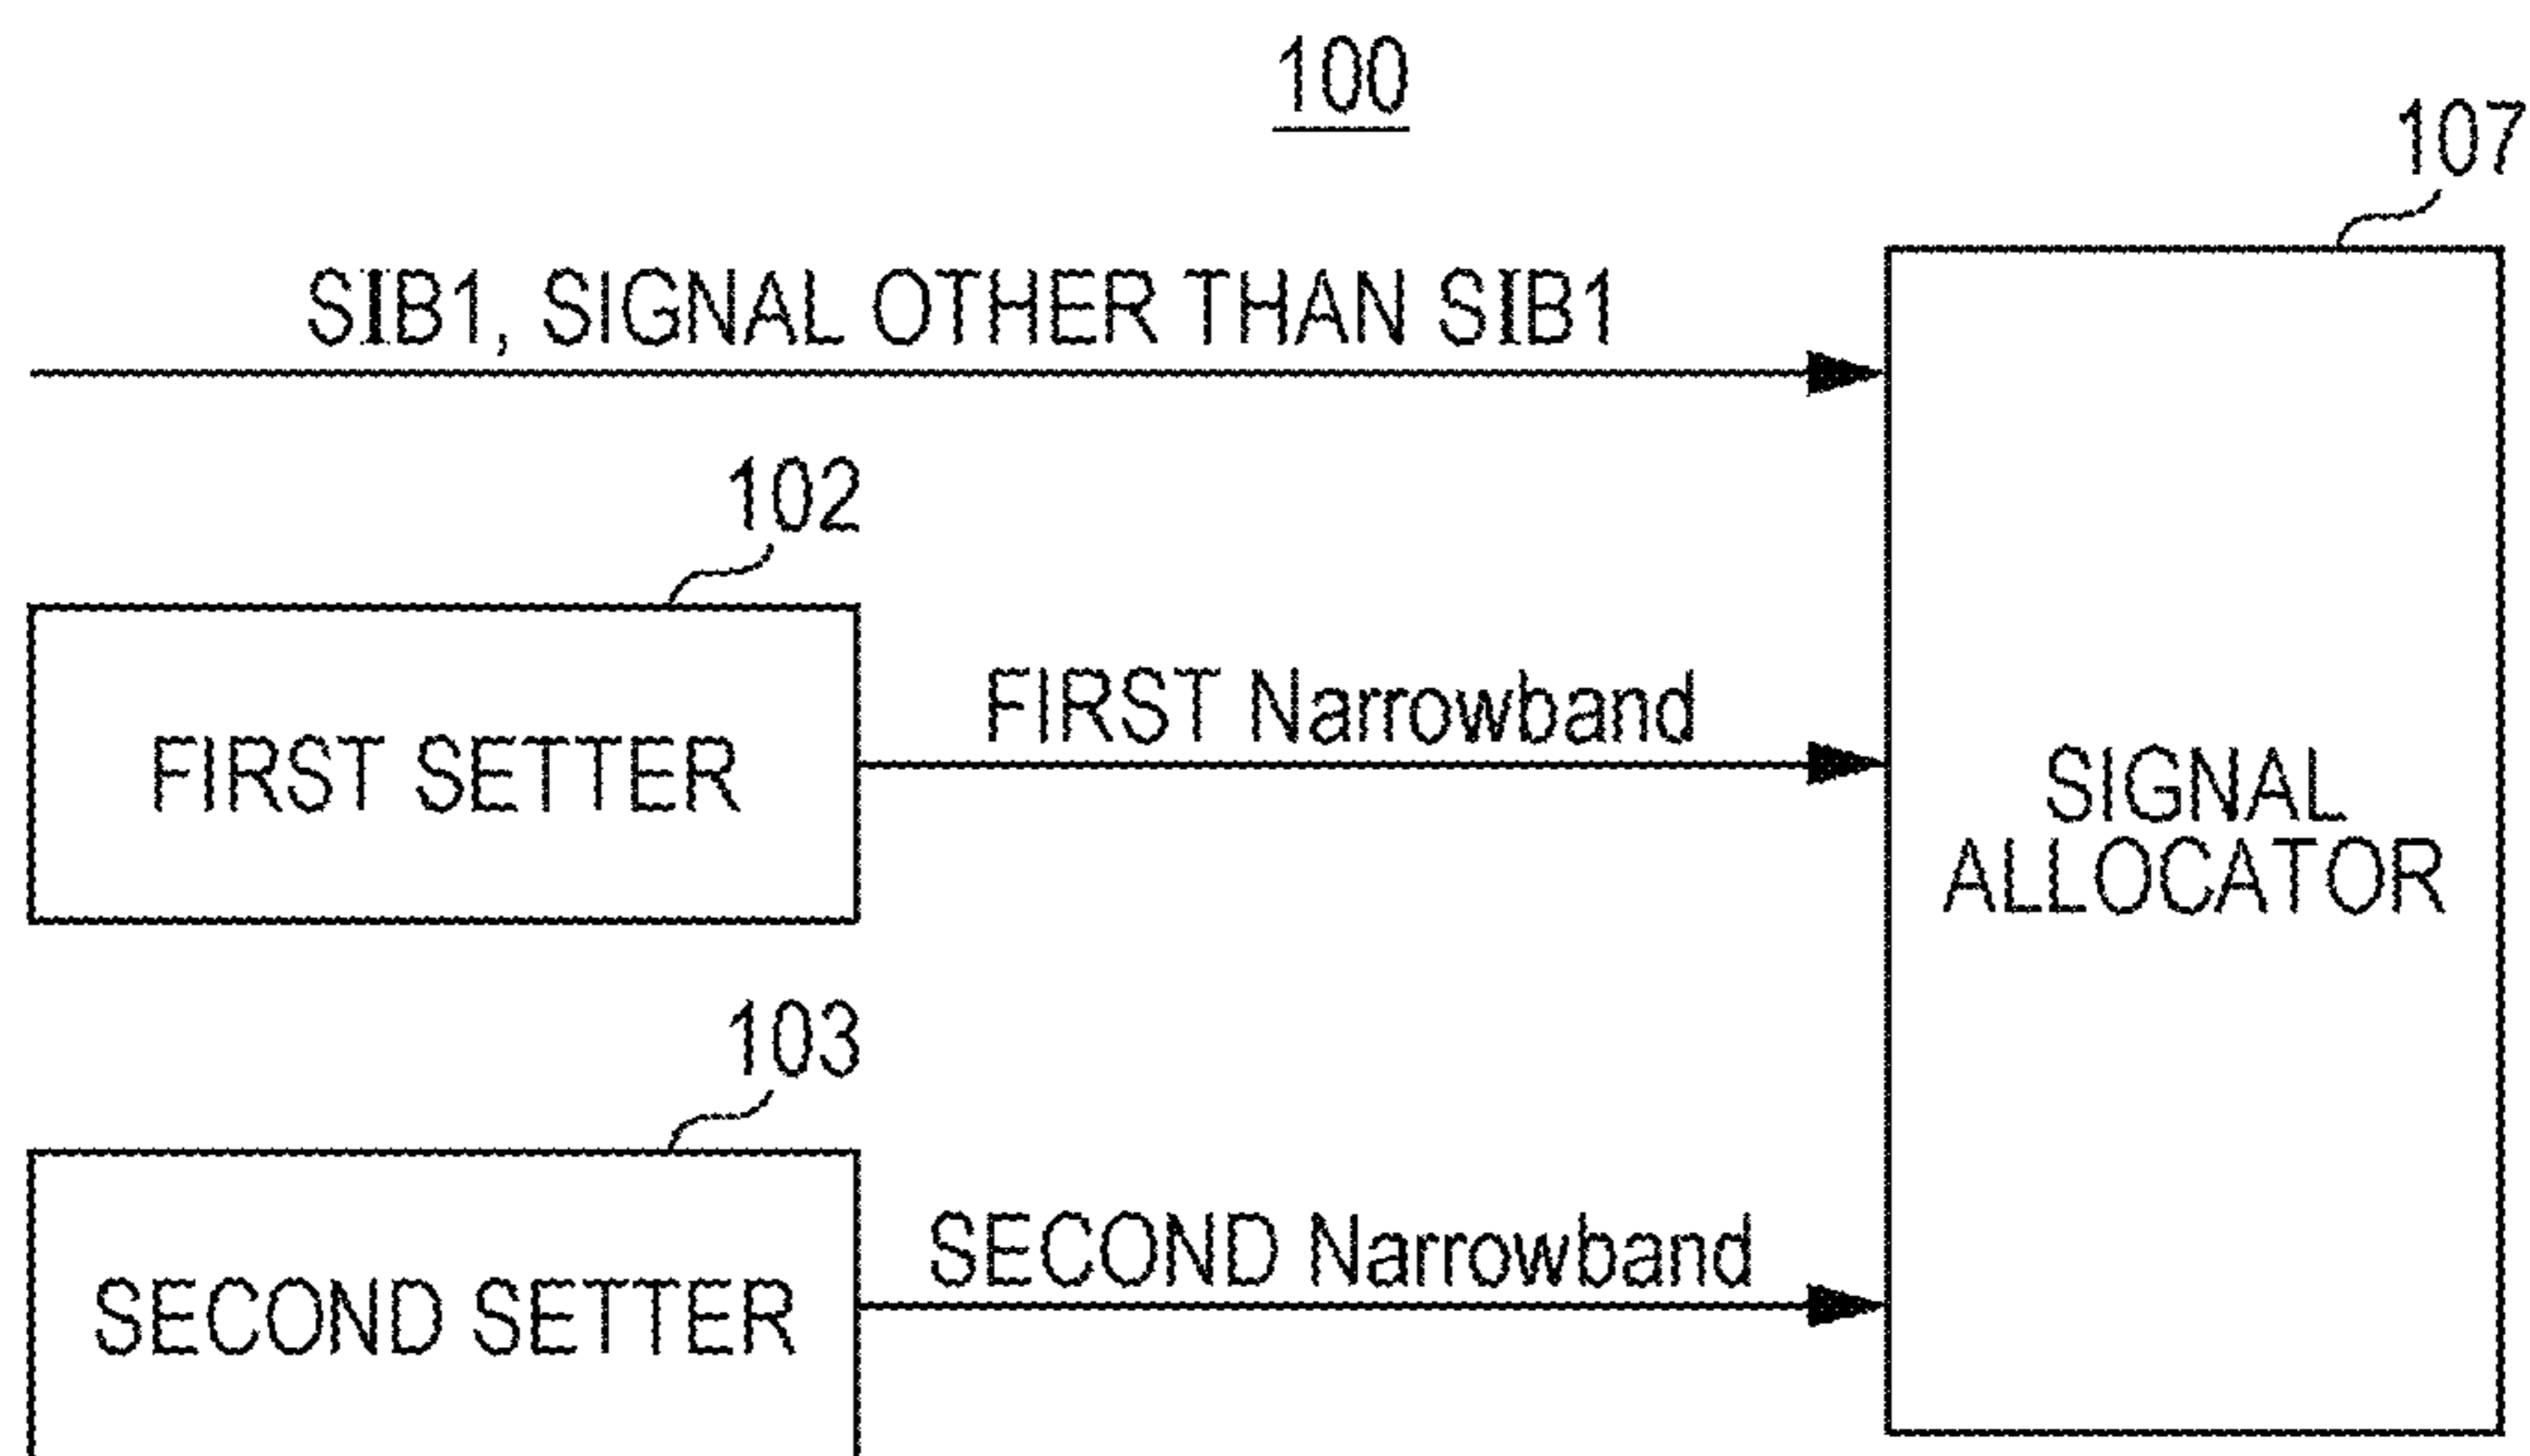 100
107
SIB1, SIGNAL OTHER THAN SIB1
102
FIRST Narrowband
FIRST SETTER
SIGNAL
ALLOCATOR
103
SECOND Narrowband
SECOND SETTER